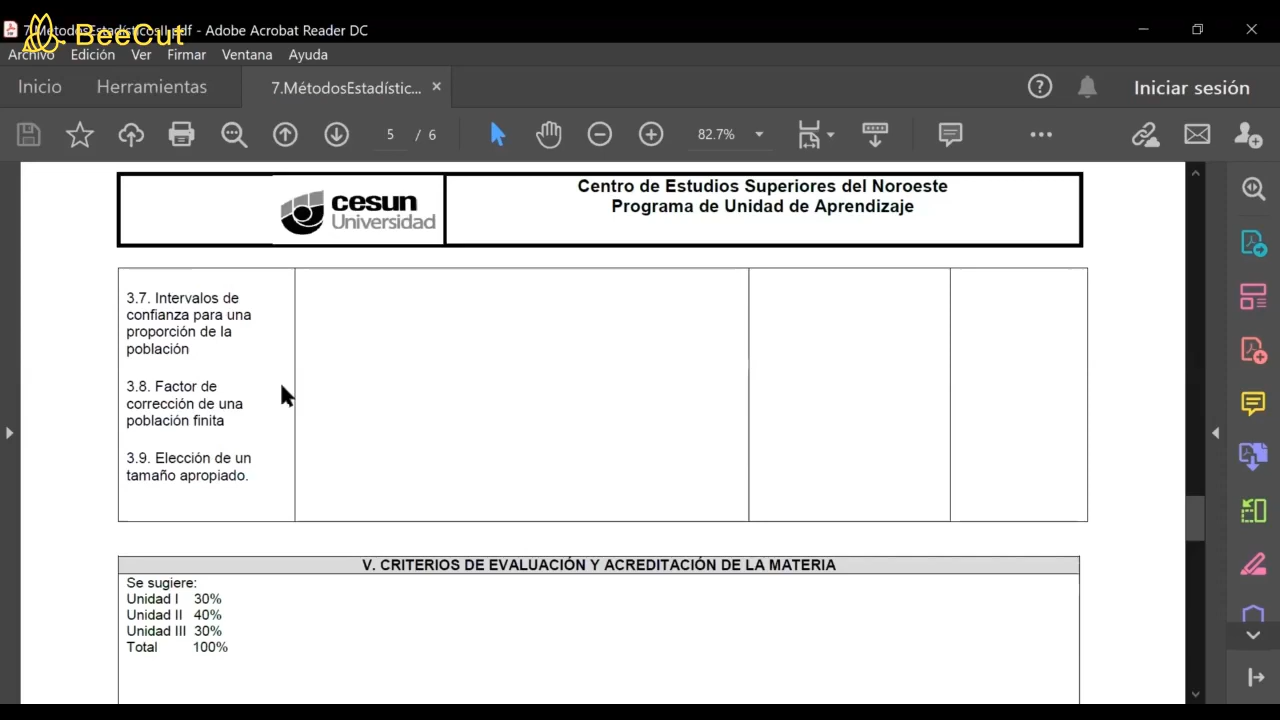 7.MétodosEstadísticosII.pdf - Adobe Acrobat Reader DC
BeeCut
Archivo Edición Ver Firmar Ventana Ayuda
Inicio Herramientas 7.MétodosEstadístic... Iniciar sesión
5 / 6 82.7%
cesun
Universidad
Centro de Estudios Superiores del Noroeste
Programa de Unidad de Aprendizaje
3.7. Intervalos de
confianza para una
proporción de la
población
3.8. Factor de
corrección de una
población finita
3.9. Elección de un
tamaño apropiado.
V. CRITERIOS DE EVALUACIÓN Y ACREDITACIÓN DE LA MATERIA
Se sugiere:
Unidad I 30%
Unidad II 40%
Unidad III 30%
Total 100%